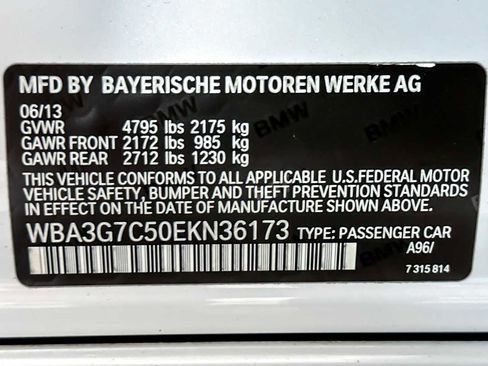 MFD BY BAYERISCHE MOTOREN WERKE AG
06/13
GVWR 4795 lbs 2175 kg
GAWR FRONT 2172 lbs 985 kg
GAWR REAR 2712 lbs 1230 kg
THIS VEHICLE CONFORMS TO ALL APPLICABLE U.S.FEDERAL MOTOR
VEHICLE SAFETY, BUMPER AND THEFT PREVENTION STANDARDS
IN EFFECT ON THE DATE OF MANUFACTURE SHOWN ABOVE.
WBA3G7C50EKN36173 TYPE: PASSENGER CAR
A96/
7 315 814
BMW
BMW